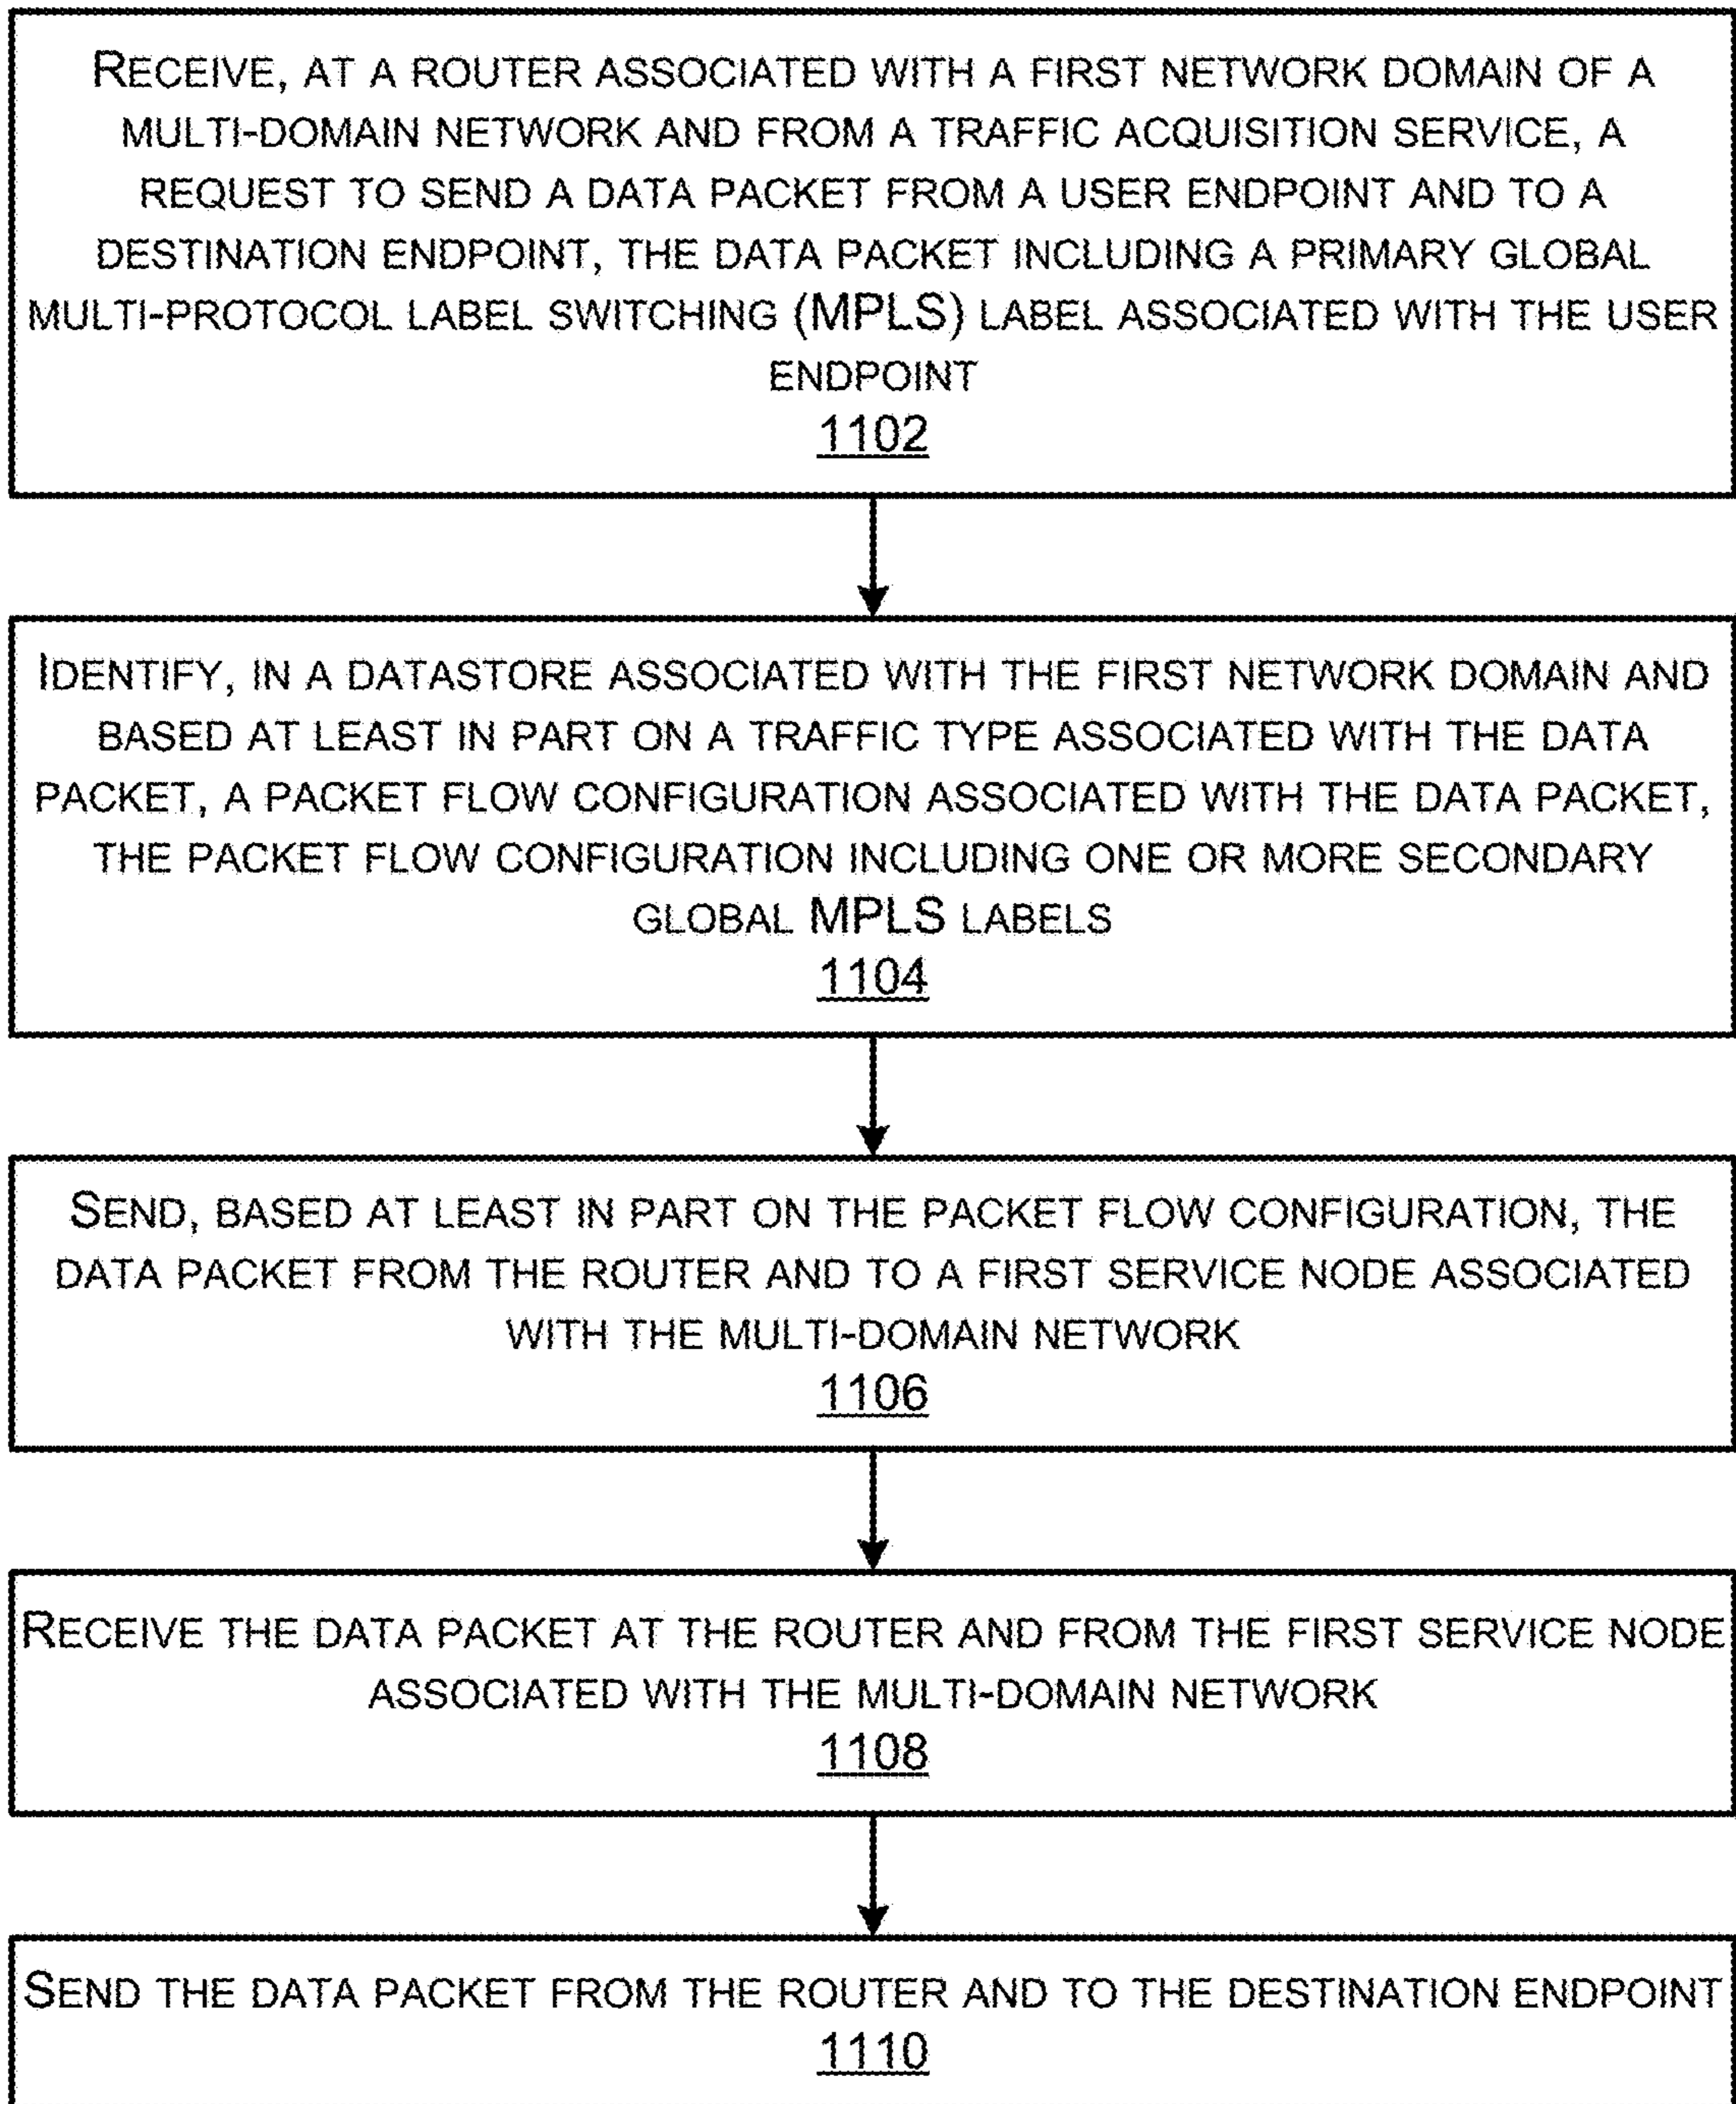 RECEIVE, AT A ROUTER ASSOCIATED WITH A FIRST NETWORK DOMAIN OF A
MULTI-DOMAIN NETWORK AND FROM A TRAFFIC ACQUISITION SERVICE, A
REQUEST TO SEND A DATA PACKET FROM A USER ENDPOINT AND TO A
DESTINATION ENDPOINT, THE DATA PACKET INCLUDING A PRIMARY GLOBAL
MULTI-PROTOCOL LABEL SWITCHING (MPLS) LABEL ASSOCIATED WITH THE USER
ENDPOINT
1102
IDENTIFY, IN A DATASTORE ASSOCIATED WITH THE FIRST NETWORK DOMAIN AND
BASED AT LEAST IN PART ON A TRAFFIC TYPE ASSOCIATED WITH THE DATA
PACKET, A PACKET FLOW CONFIGURATION ASSOCIATED WITH THE DATA PACKET,
THE PACKET FLOW CONFIGURATION INCLUDING ONE OR MORE SECONDARY
GLOBAL MPLS LABELS
1104
SEND, BASED AT LEAST IN PART ON THE PACKET FLOW CONFIGURATION, THE
DATA PACKET FROM THE ROUTER AND TO A FIRST SERVICE NODE ASSOCIATED
WITH THE MULTI-DOMAIN NETWORK
1106
RECEIVE THE DATA PACKET AT THE ROUTER AND FROM THE FIRST SERVICE NODE
ASSOCIATED WITH THE MULTI-DOMAIN NETWORK
1108
SEND THE DATA PACKET FROM THE ROUTER AND TO THE DESTINATION ENDPOINT
1110